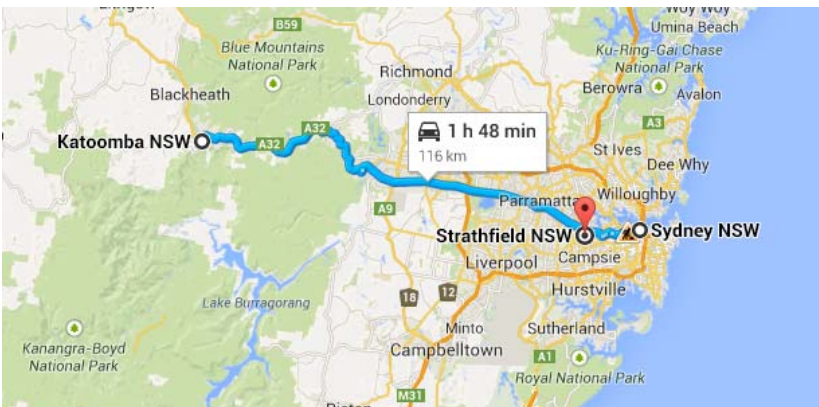 Woy Woy
Umina Beach
B59
Blue Mountains
National Park
Ku-Ring-Gai Chase
National Park
Richmond
Blackheath
Londonderry
Berowra
Avalon
Katoomba NSW
A32
A32
1 h 48 min
116 km
A3
St Ives
Dee Why
Parramatta
Willoughby
A9
Strathfield NSW
Sydney NSW
Liverpool
Campsie
Lake Burragorang
18
12
Hurstville
Minto
Sutherland
Kanangra-Boyd
National Park
Campbelltown
A1
Royal National Park
M31